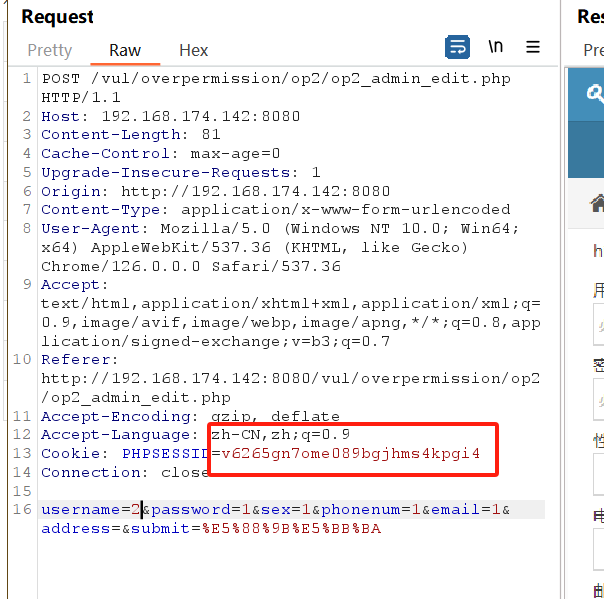 Request
Res
Pretty
Raw
Hex
\n
Pre
1 POST /vul/overpermission/op2/op2_admin_edit.php
HTTP/1.1
2 Host: 192.168.174.142:8080
3 Content-Length: 81
4 Cache-Control: max-age=0
5 Upgrade-Insecure-Requests: 1
6 Origin: http://192.168.174.142:8080
7 Content-Type: application/x-www-form-urlencoded
8 User-Agent: Mozilla/5.0 (Windows NT 10.0; Win64;
x64) AppleWebKit/537.36 (KHTML, like Gecko)
Chrome/126.0.0.0 Safari/537.36
9 Accept:
text/html,application/xhtml+xml,application/xml;q=
0.9,image/avif,image/webp,image/apng,*/*;q=0.8,app
lication/signed-exchange;v=b3;q=0.7
10 Referer:
http://192.168.174.142:8080/vul/overpermission/op2
/op2_admin_edit.php
11 Accept-Encoding: gzip, deflate
12 Accept-Language: zh-CN,zh;q=0.9
13 Cookie: PHPSESSID=v6265gn7ome089bgjhms4kpgi4
14 Connection: close
15
16 username=2&password=1&sex=1&phonenum=1&email=1&
address=&submit=%E5%88%9B%E5%BB%BA
h
用
密
性